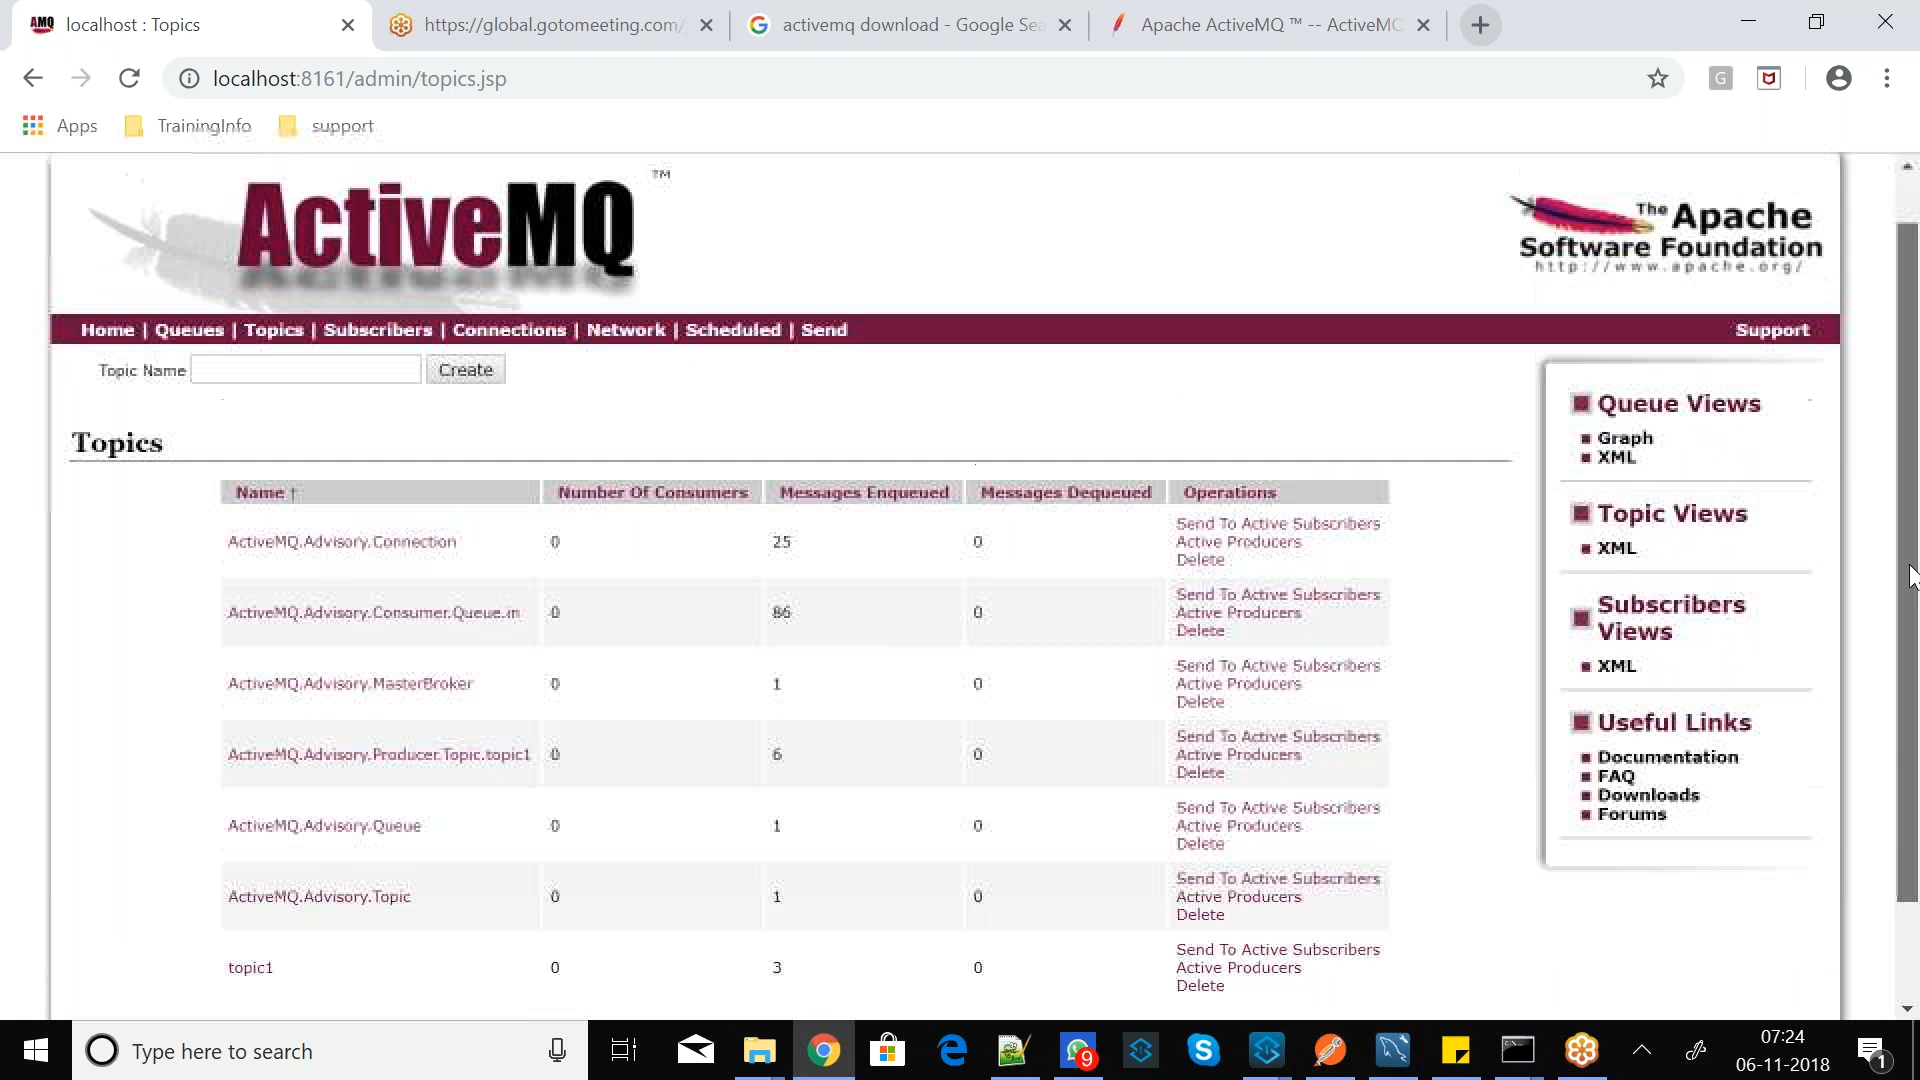 AMQ localhost : Topics
https://global.gotomeeting.com/
activemq download - Google Sea
Apache ActiveMQ ™ -- ActiveMQ
localhost:8161/admin/topics.jsp
G
Apps TrainingInfo support
ActiveMQ ™
The Apache
Software Foundation
http://www.apache.org/
Home | Queues | Topics | Subscribers | Connections | Network | Scheduled | Send
Support
Topic Name Create
Topics
Name ↑ Number Of Consumers Messages Enqueued Messages Dequeued Operations
ActiveMQ.Advisory.Connection 0 25 0
Send To Active Subscribers
Active Producers
Delete
ActiveMQ.Advisory.Consumer.Queue.in 0 86 0
Send To Active Subscribers
Active Producers
Delete
ActiveMQ.Advisory.MasterBroker 0 1 0
Send To Active Subscribers
Active Producers
Delete
ActiveMQ.Advisory.Producer.Topic.topic1 0 6 0
Send To Active Subscribers
Active Producers
Delete
ActiveMQ.Advisory.Queue 0 1 0
Send To Active Subscribers
Active Producers
Delete
ActiveMQ.Advisory.Topic 0 1 0
Send To Active Subscribers
Active Producers
Delete
topic1 0 3 0
Send To Active Subscribers
Active Producers
Delete
Queue Views
Graph
XML
Topic Views
XML
Subscribers
Views
XML
Useful Links
Documentation
FAQ
Downloads
Forums
Type here to search
9
07:24
06-11-2018
1